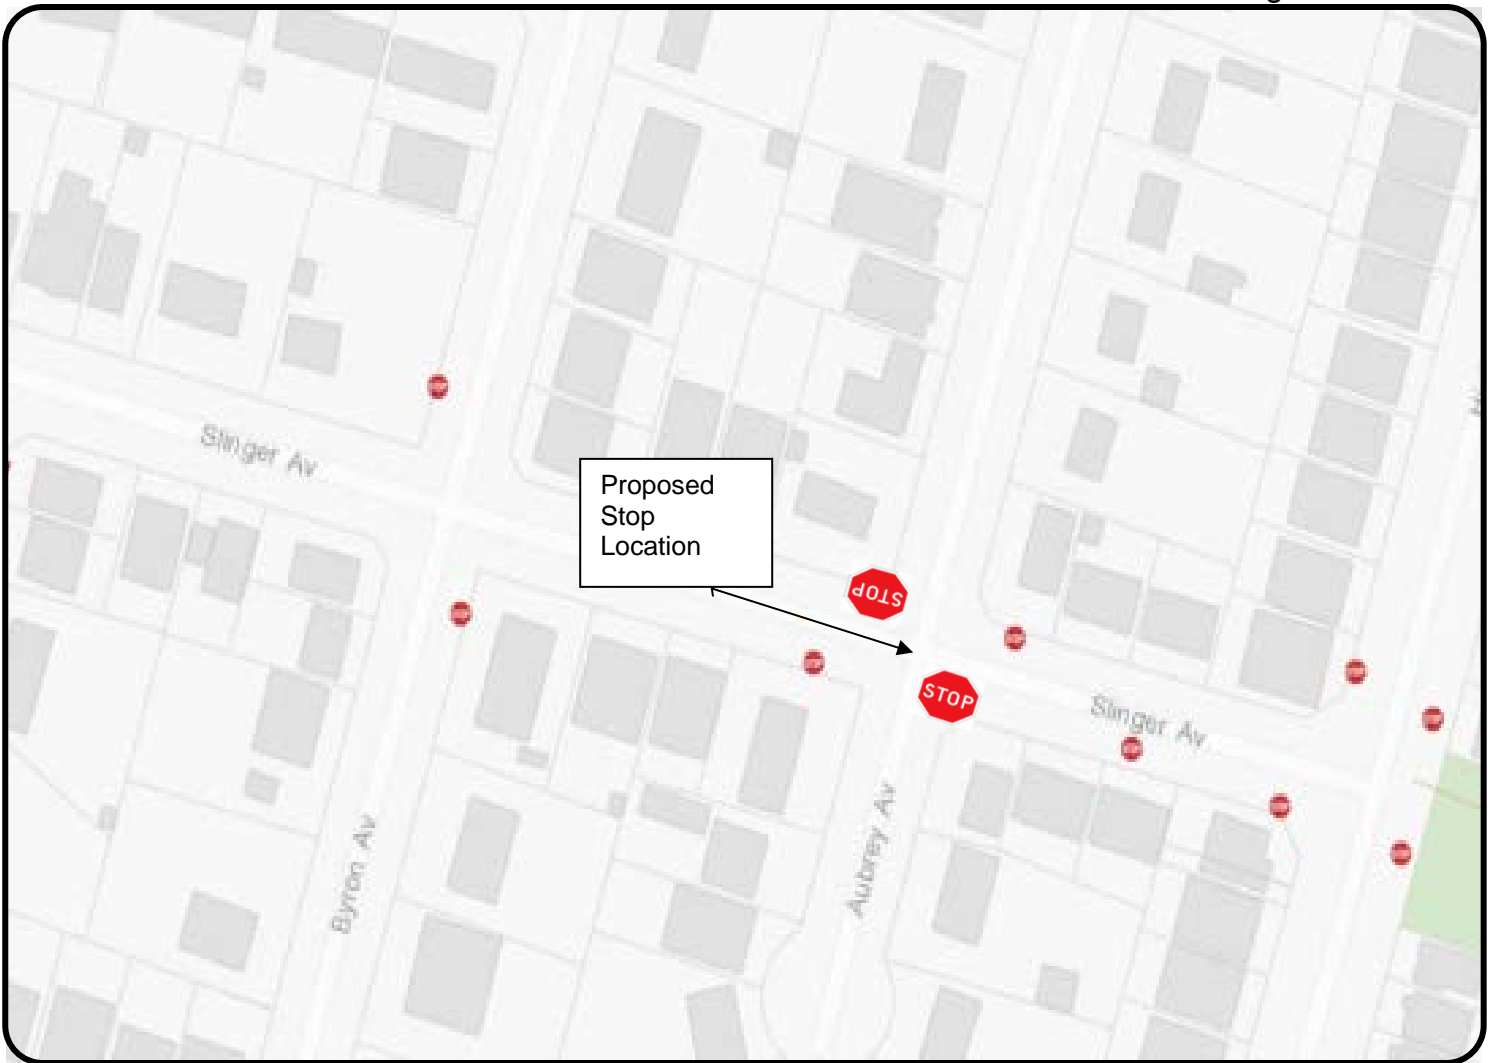 Slinger Av
Proposed
Stop
Location
STOP
STOP
Slinger Av
Aubrey Av
Byron Av